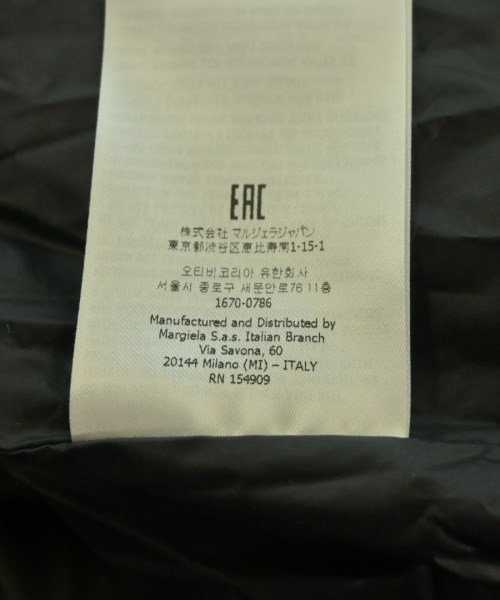 EAC
株式会社 マルジェラジャパン
東京都渋谷区恵比寿南1-15-1
오티비코리아 유한회사
서울시 종로구 새문안로76 11층
1670-0786
Manufactured and Distributed by
Margiela S.a.s. Italian Branch
Via Savona, 60
20144 Milano (MI) – ITALY
RN 154909